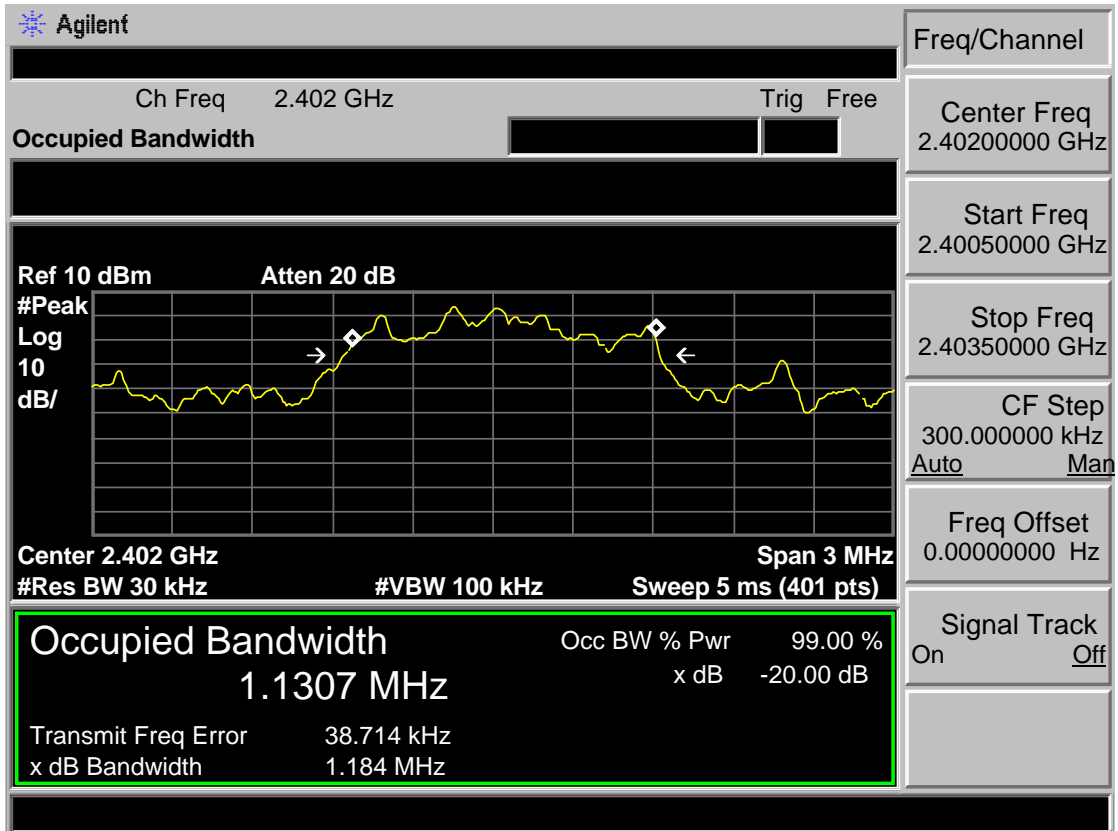 Agilent
Freq/Channel
Ch Freq 2.402 GHz Trig Free
Occupied Bandwidth
Center Freq
2.40200000 GHz
Start Freq
2.40050000 GHz
Stop Freq
2.40350000 GHz
CF Step
300.000000 kHz
Auto Man
Freq Offset
0.00000000 Hz
Signal Track
On Off
Ref 10 dBm Atten 20 dB
#Peak
Log
10
dB/
Center 2.402 GHz Span 3 MHz
#Res BW 30 kHz #VBW 100 kHz Sweep 5 ms (401 pts)
Occupied Bandwidth
1.1307 MHz
Occ BW % Pwr 99.00 %
x dB -20.00 dB
Transmit Freq Error 38.714 kHz
x dB Bandwidth 1.184 MHz